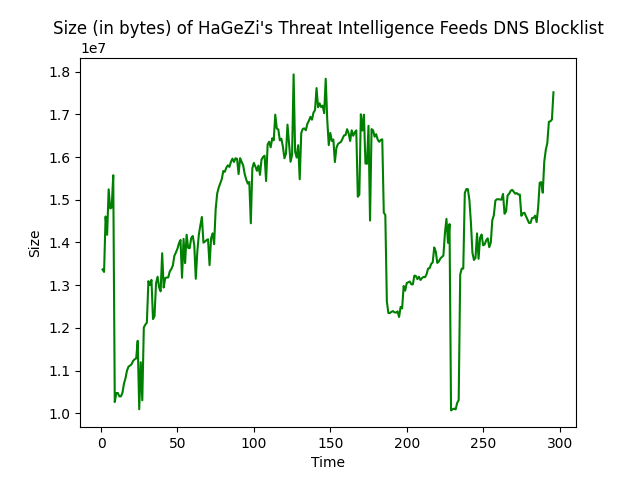 Size (in bytes) of HaGeZi's Threat Intelligence Feeds DNS Blocklist
1e7
1.8
1.7
1.6
1.5
1.4
1.3
1.2
1.1
1.0
Size
0 50 100 150 200 250 300
Time